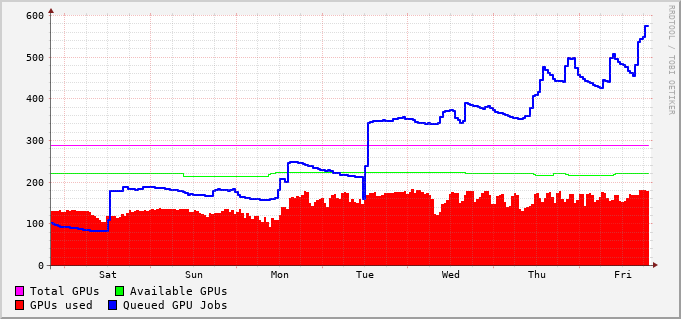 600
500
400
300
200
100
0
Sat Sun Mon Tue Wed Thu Fri
RRDTOOL / TOBI OETIKER
Total GPUs Available GPUs
GPUs used Queued GPU Jobs